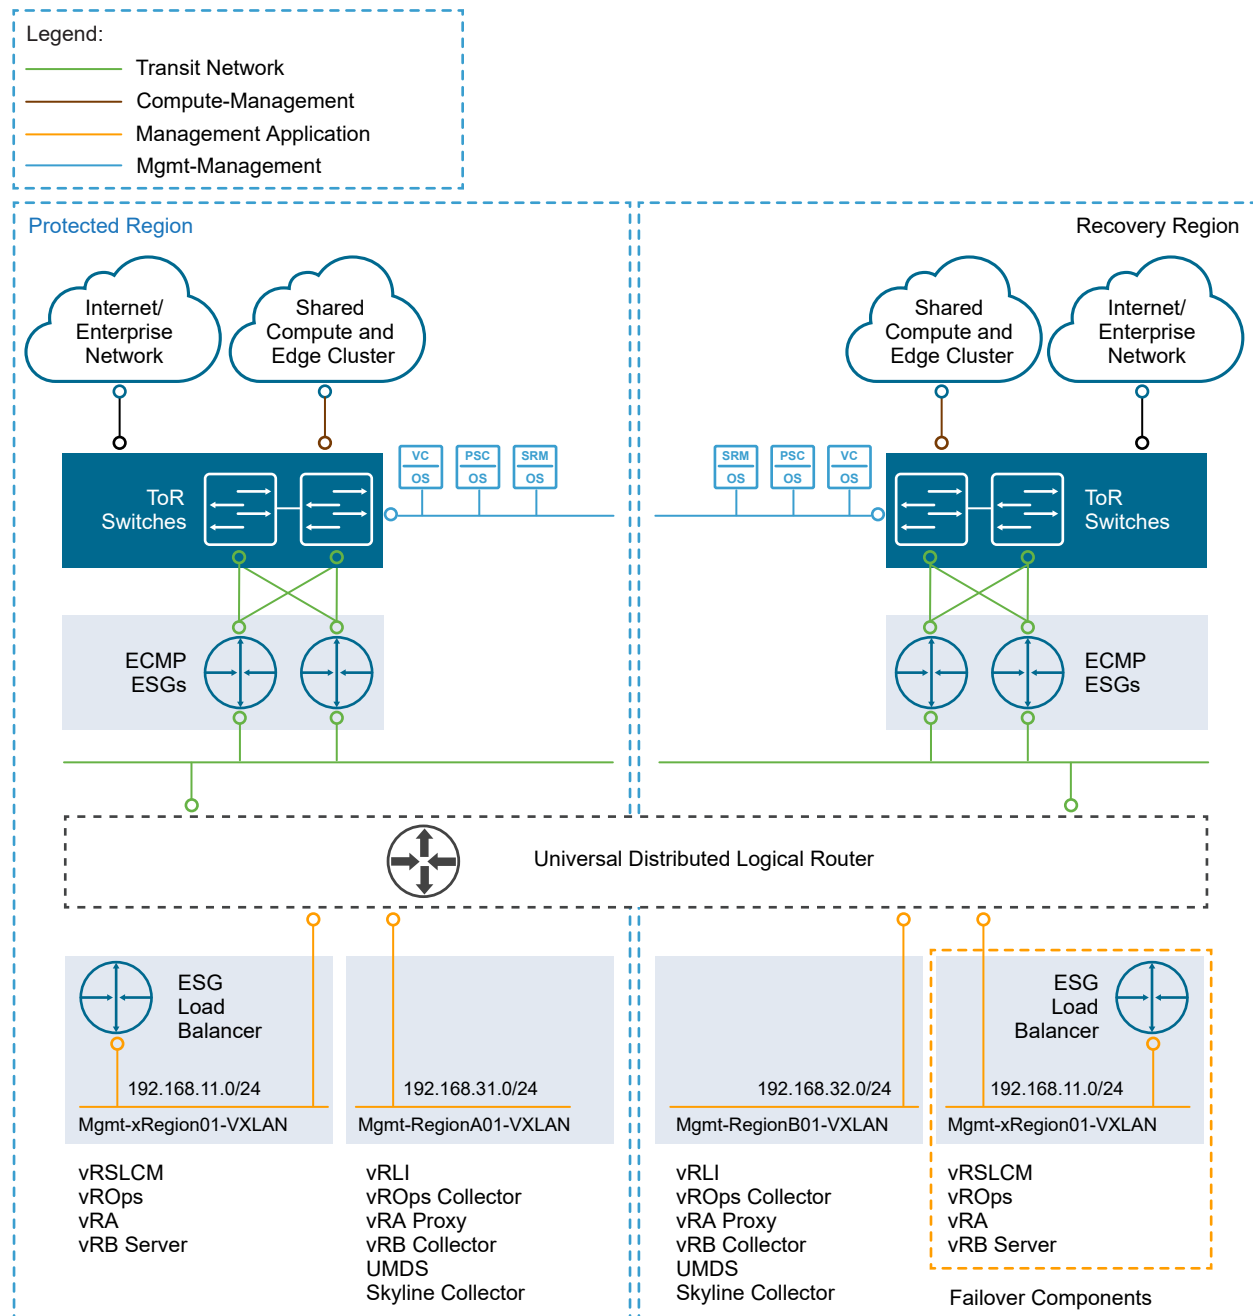 Legend:
Transit Network
Compute-Management
Management Application
Mgmt-Management
Protected Region
Recovery Region
Internet/
Enterprise
Network
Shared
Compute and
Edge Cluster
Shared
Compute and
Edge Cluster
Internet/
Enterprise
Network
ToR
Switches
VC
OS
PSC
OS
SRM
OS
SRM
OS
PSC
OS
VC
OS
ToR
Switches
ECMP
ESGs
ECMP
ESGs
Universal Distributed Logical Router
ESG
Load
Balancer
192.168.11.0/24
Mgmt-xRegion01-VXLAN
192.168.31.0/24
Mgmt-RegionA01-VXLAN
192.168.32.0/24
Mgmt-RegionB01-VXLAN
ESG
Load
Balancer
192.168.11.0/24
Mgmt-xRegion01-VXLAN
vRSLCM
vROps
vRA
vRB Server
vRLI
vROps Collector
vRA Proxy
vRB Collector
UMDS
Skyline Collector
vRLI
vROps Collector
vRA Proxy
vRB Collector
UMDS
Skyline Collector
vRSLCM
vROps
vRA
vRB Server
Failover Components